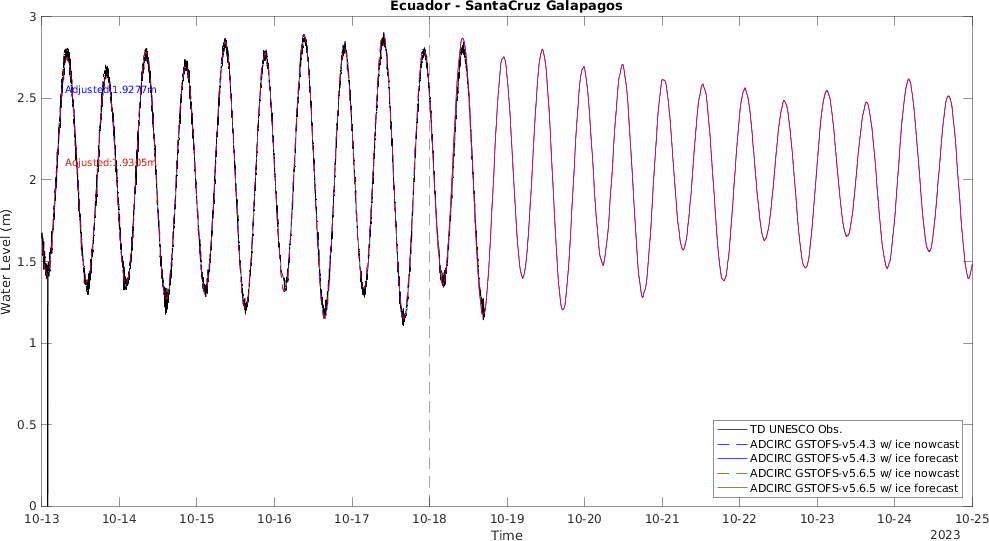 Ecuador - SantaCruz Galapagos
3
2.5
2
1.5
1
0.5
0
Water Level (m)
Adjusted:1.9277m
Adjusted:1.9305m
TD UNESCO Obs.
ADCIRC GSTOFS-v5.4.3 w/ ice nowcast
ADCIRC GSTOFS-v5.4.3 w/ ice forecast
ADCIRC GSTOFS-v5.6.5 w/ ice nowcast
ADCIRC GSTOFS-v5.6.5 w/ ice forecast
10-13 10-14 10-15 10-16 10-17 10-18 10-19 10-20 10-21 10-22 10-23 10-24 10-25
Time
2023